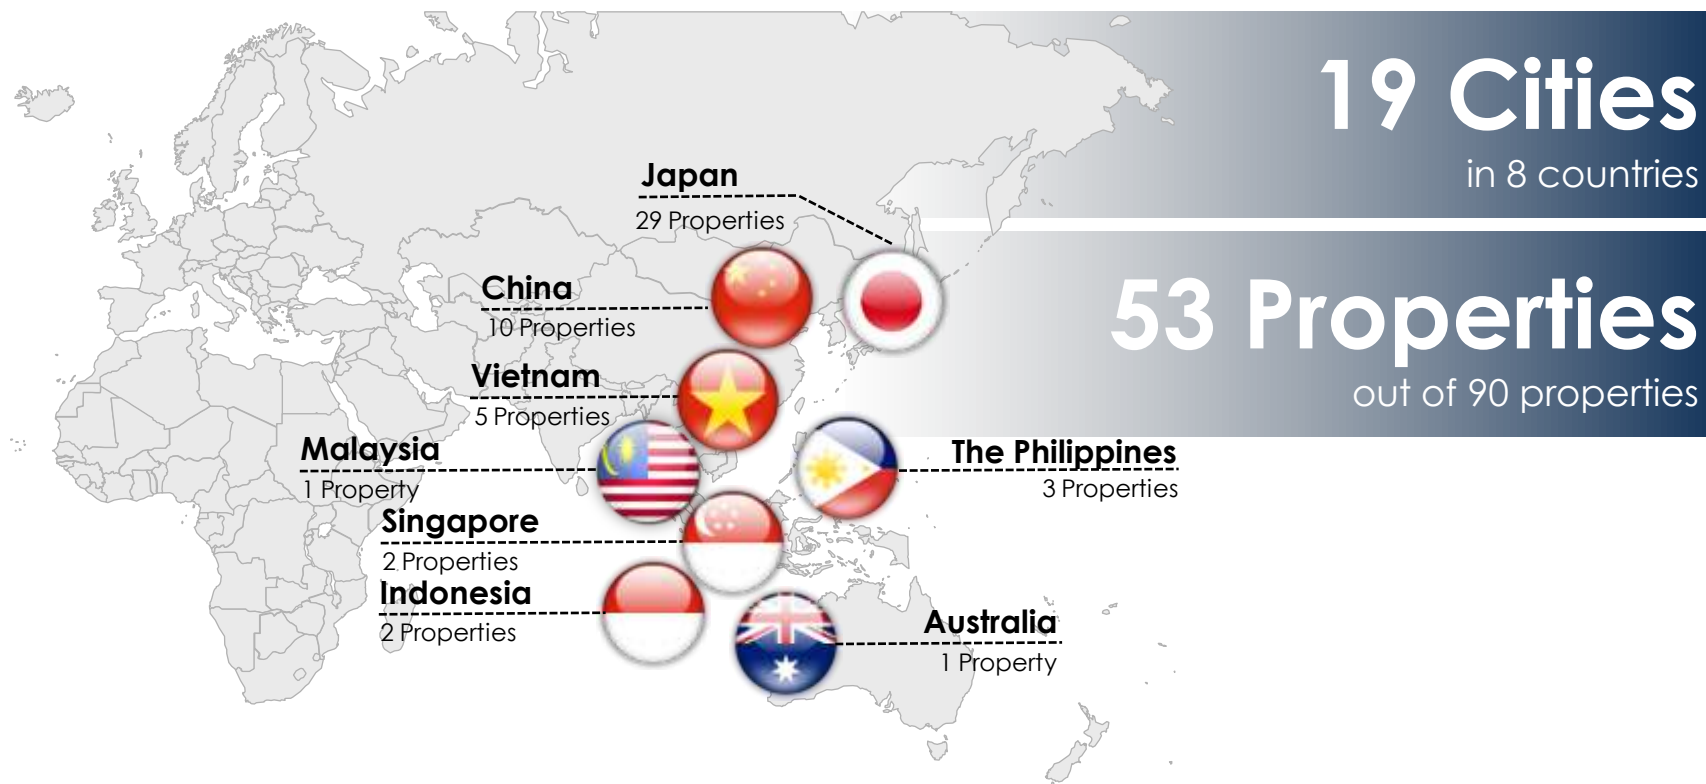 19 Cities
in 8 countries
53 Properties
out of 90 properties
Japan
29 Properties
China
10 Properties
Vietnam
5 Properties
Malaysia
1 Property
The Philippines
3 Properties
Singapore
2 Properties
Indonesia
2 Properties
Australia
1 Property